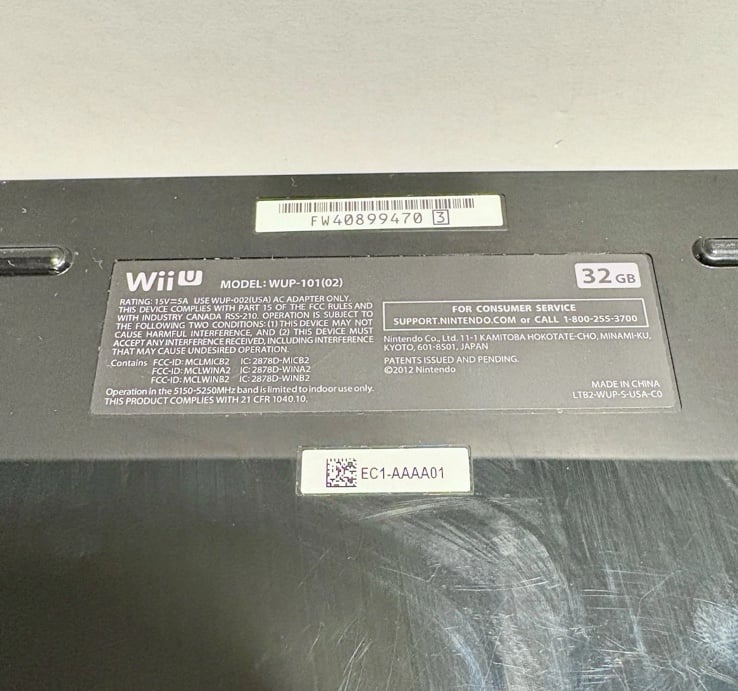 FW40899470 3
Wii U MODEL: WUP-101(02)
32 GB
RATING: 15V⎓5A USE WUP-002(USA) AC ADAPTER ONLY.
THIS DEVICE COMPLIES WITH PART 15 OF THE FCC RULES AND
WITH INDUSTRY CANADA RSS-210. OPERATION IS SUBJECT TO
THE FOLLOWING TWO CONDITIONS: (1) THIS DEVICE MAY NOT
CAUSE HARMFUL INTERFERENCE, AND (2) THIS DEVICE MUST
ACCEPT ANY INTERFERENCE RECEIVED, INCLUDING INTERFERENCE
THAT MAY CAUSE UNDESIRED OPERATION.
Contains FCC-ID: MCLMICB2 IC: 2878D-MICB2
FCC-ID: MCLWINA2 IC: 2878D-WINA2
FCC-ID: MCLWINB2 IC: 2878D-WINB2
Operation in the 5150-5250MHz band is limited to indoor use only.
THIS PRODUCT COMPLIES WITH 21 CFR 1040.10.
FOR CONSUMER SERVICE
SUPPORT.NINTENDO.COM or CALL 1-800-255-3700
Nintendo Co., Ltd. 11-1 KAMITOBA HOKOTATE-CHO, MINAMI-KU,
KYOTO, 601-8501, JAPAN
PATENTS ISSUED AND PENDING.
©2012 Nintendo
MADE IN CHINA
LTB2-WUP-S-USA-C0
EC1-AAAA01